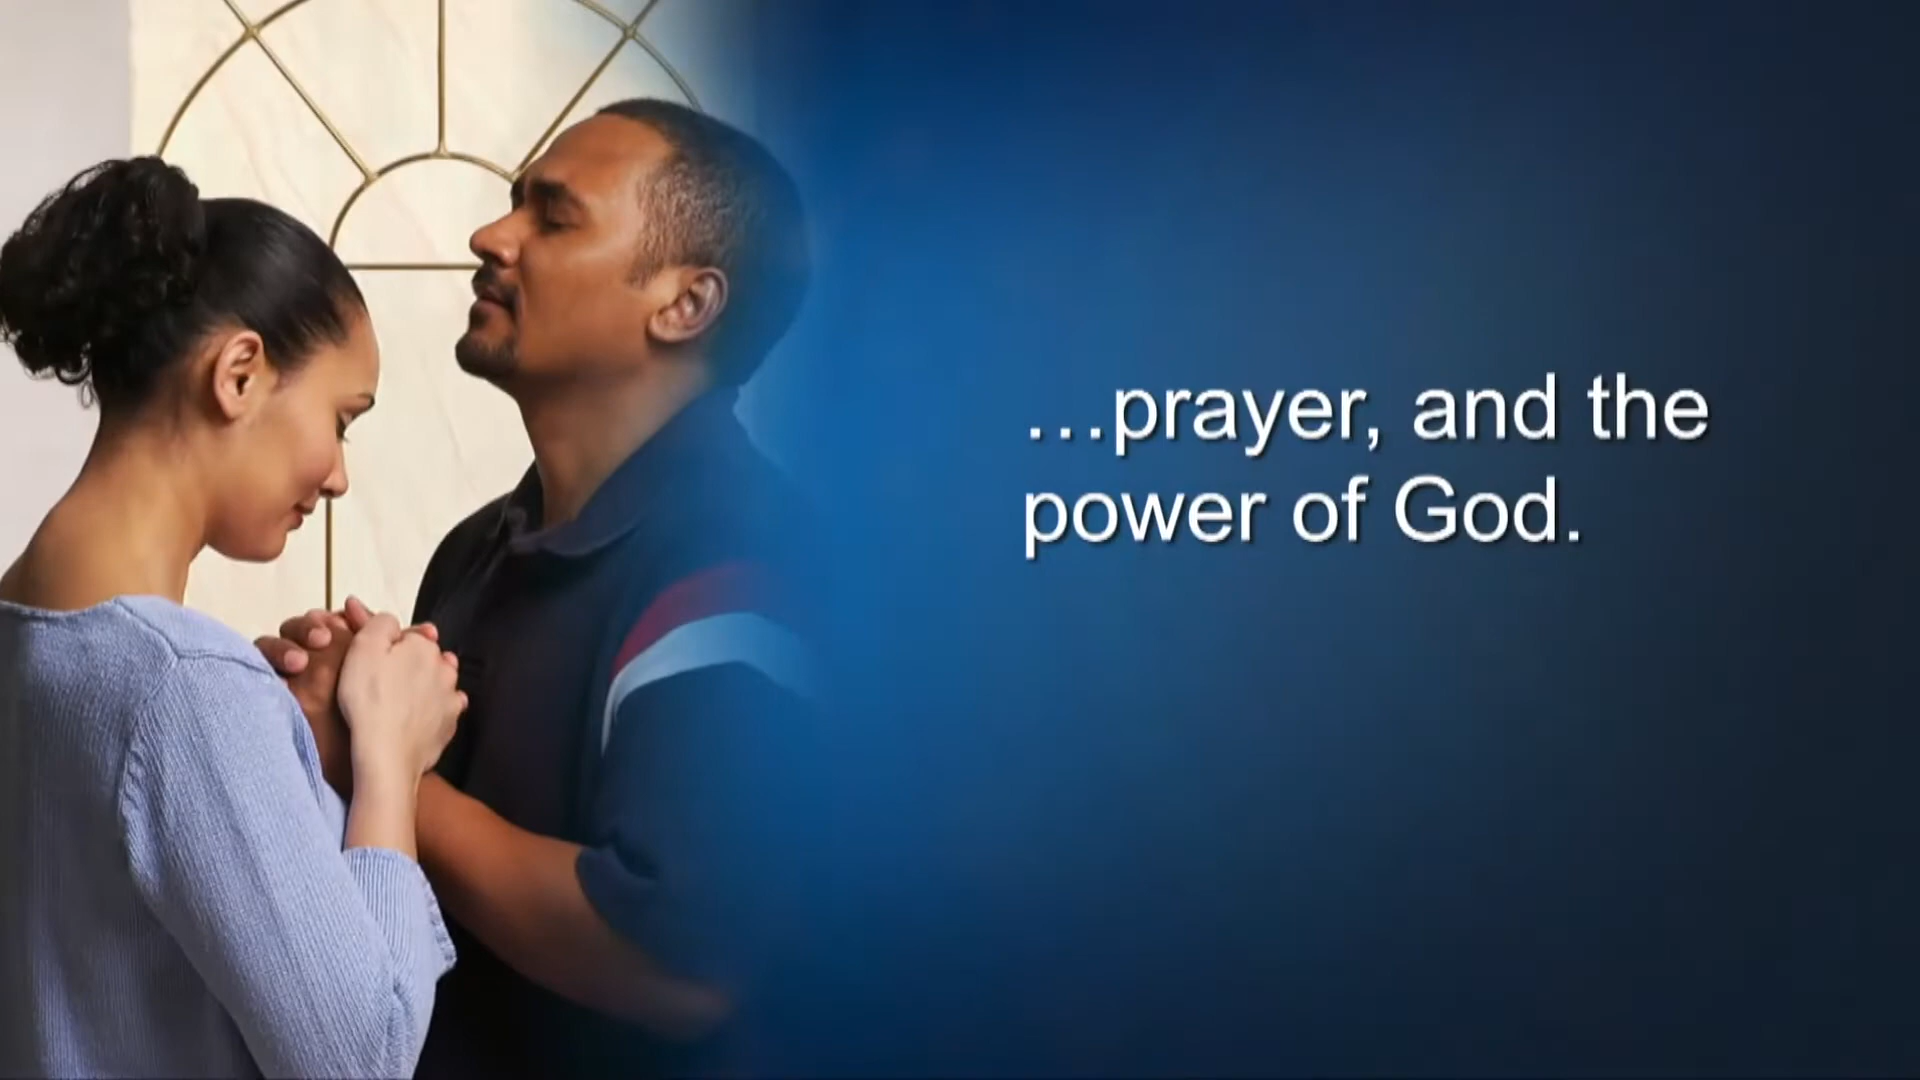 …prayer, and the
power of God.